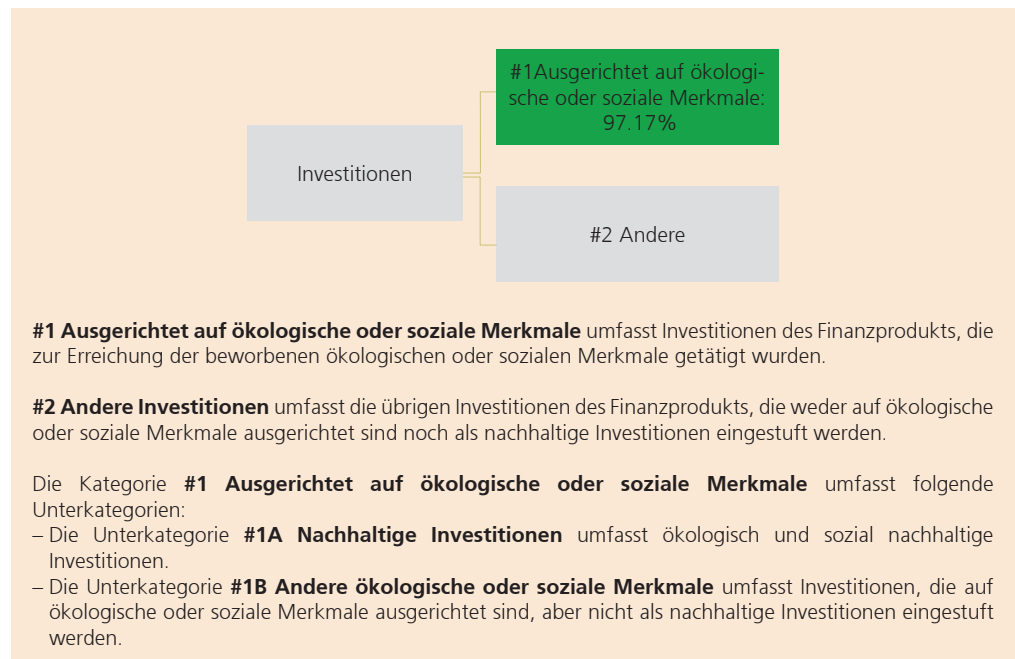 #1Ausgerichtet auf ökologi-
sche oder soziale Merkmale:
97.17%
Investitionen
#2 Andere
#1 Ausgerichtet auf ökologische oder soziale Merkmale umfasst Investitionen des Finanzprodukts, die
zur Erreichung der beworbenen ökologischen oder sozialen Merkmale getätigt wurden.
#2 Andere Investitionen umfasst die übrigen Investitionen des Finanzprodukts, die weder auf ökologische
oder soziale Merkmale ausgerichtet sind noch als nachhaltige Investitionen eingestuft werden.
Die Kategorie #1 Ausgerichtet auf ökologische oder soziale Merkmale umfasst folgende
Unterkategorien:
– Die Unterkategorie #1A Nachhaltige Investitionen umfasst ökologisch und sozial nachhaltige
Investitionen.
– Die Unterkategorie #1B Andere ökologische oder soziale Merkmale umfasst Investitionen, die auf
ökologische oder soziale Merkmale ausgerichtet sind, aber nicht als nachhaltige Investitionen eingestuft
werden.